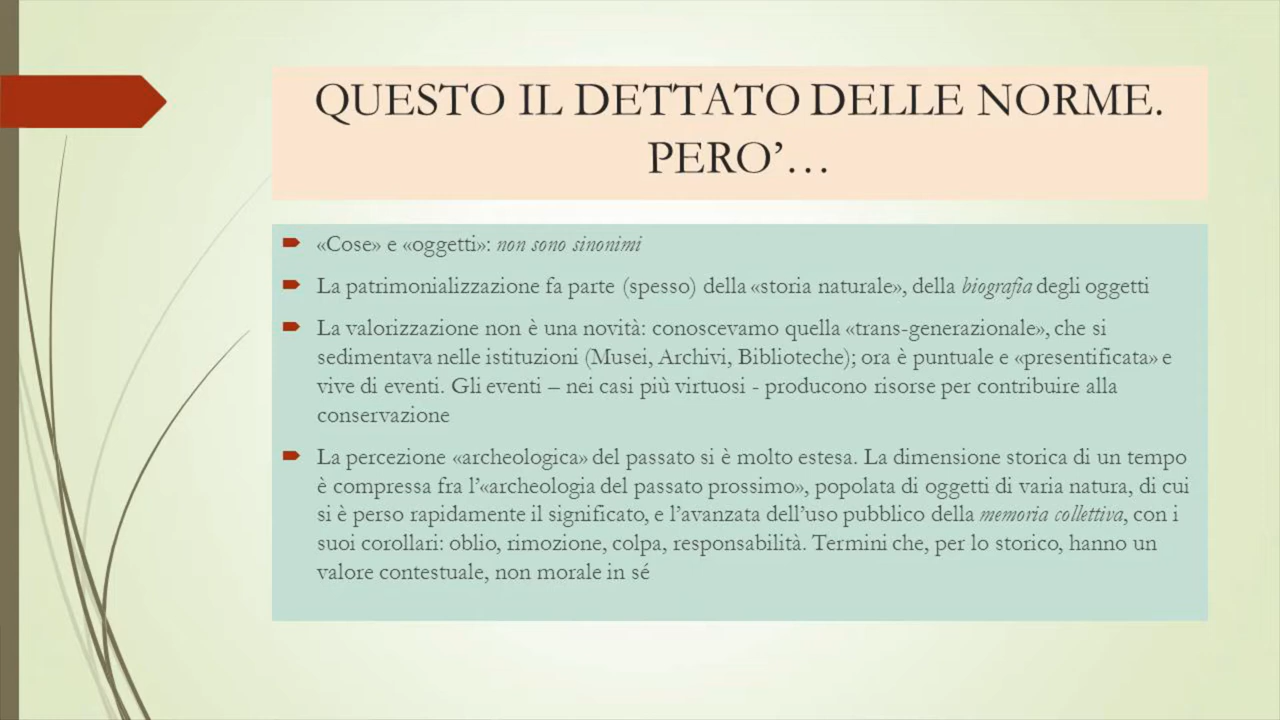 QUESTO IL DETTATO DELLE NORME.
PERO’…
«Cose» e «oggetti»: non sono sinonimi
La patrimonializzazione fa parte (spesso) della «storia naturale», della biografia degli oggetti
La valorizzazione non è una novità: conoscevamo quella «trans-generazionale», che si
sedimentava nelle istituzioni (Musei, Archivi, Biblioteche); ora è puntuale e «presentificata» e
vive di eventi. Gli eventi – nei casi più virtuosi - producono risorse per contribuire alla
conservazione
La percezione «archeologica» del passato si è molto estesa. La dimensione storica di un tempo
è compressa fra l’«archeologia del passato prossimo», popolata di oggetti di varia natura, di cui
si è perso rapidamente il significato, e l’avanzata dell’uso pubblico della memoria collettiva, con i
suoi corollari: oblio, rimozione, colpa, responsabilità. Termini che, per lo storico, hanno un
valore contestuale, non morale in sé